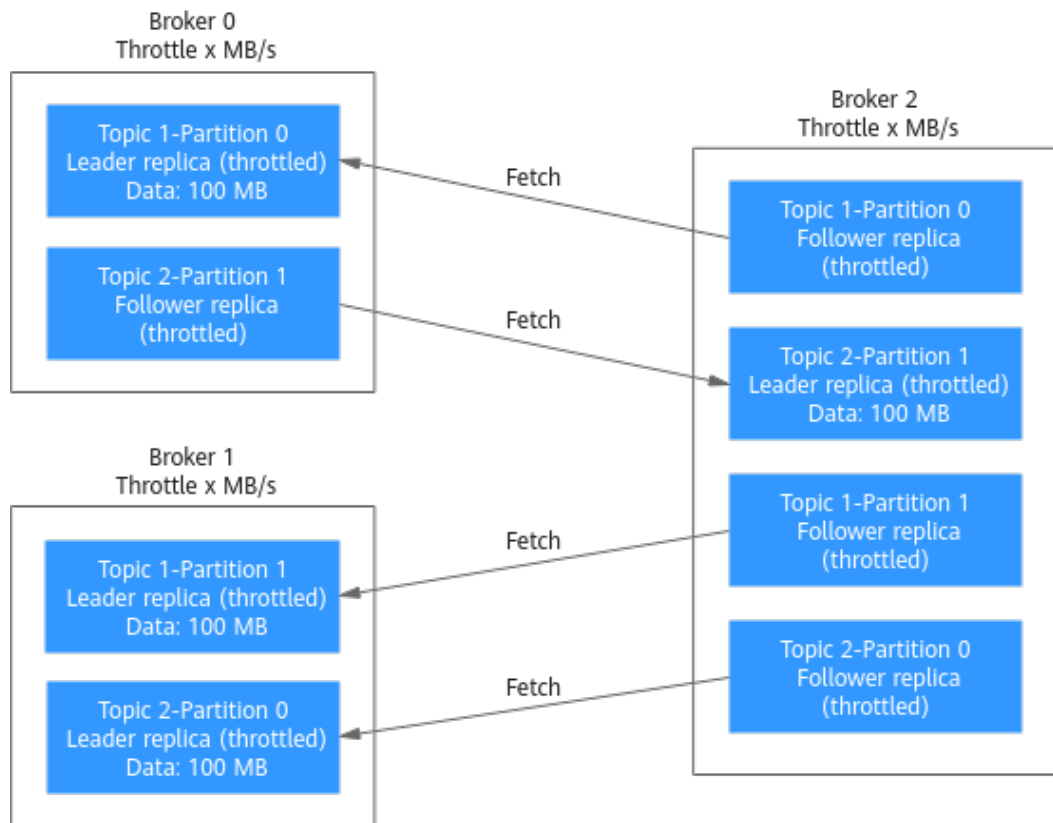 Broker 0
Throttle x MB/s
Topic 1-Partition 0
Leader replica (throttled)
Data: 100 MB
Topic 2-Partition 1
Follower replica
(throttled)
Broker 1
Throttle x MB/s
Topic 1-Partition 1
Leader replica (throttled)
Data: 100 MB
Topic 2-Partition 0
Leader replica (throttled)
Data: 100 MB
Fetch
Fetch
Fetch
Fetch
Broker 2
Throttle x MB/s
Topic 1-Partition 0
Follower replica
(throttled)
Topic 2-Partition 1
Leader replica (throttled)
Data: 100 MB
Topic 1-Partition 1
Follower replica
(throttled)
Topic 2-Partition 0
Follower replica
(throttled)